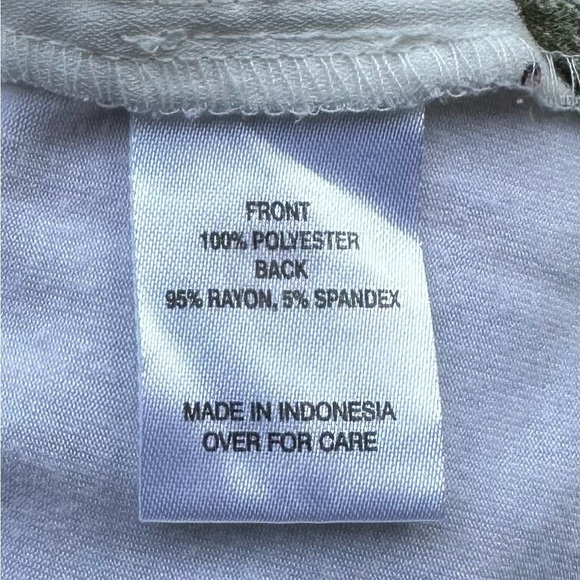 FRONT
100% POLYESTER
BACK
95% RAYON, 5% SPANDEX
MADE IN INDONESIA
OVER FOR CARE